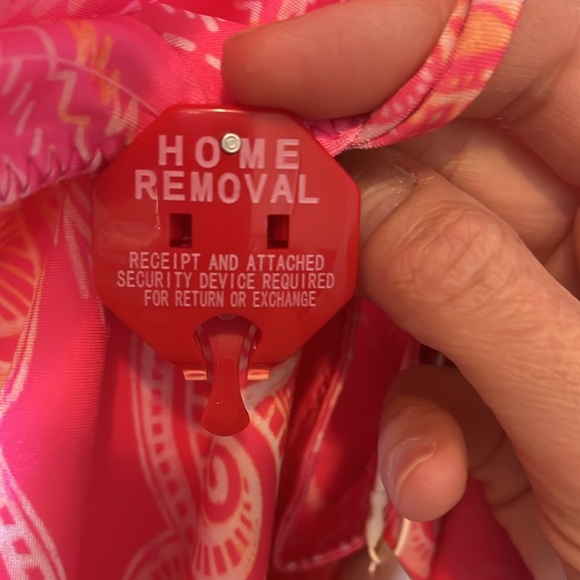 HOME
REMOVAL
RECEIPT AND ATTACHED
SECURITY DEVICE REQUIRED
FOR RETURN OR EXCHANGE